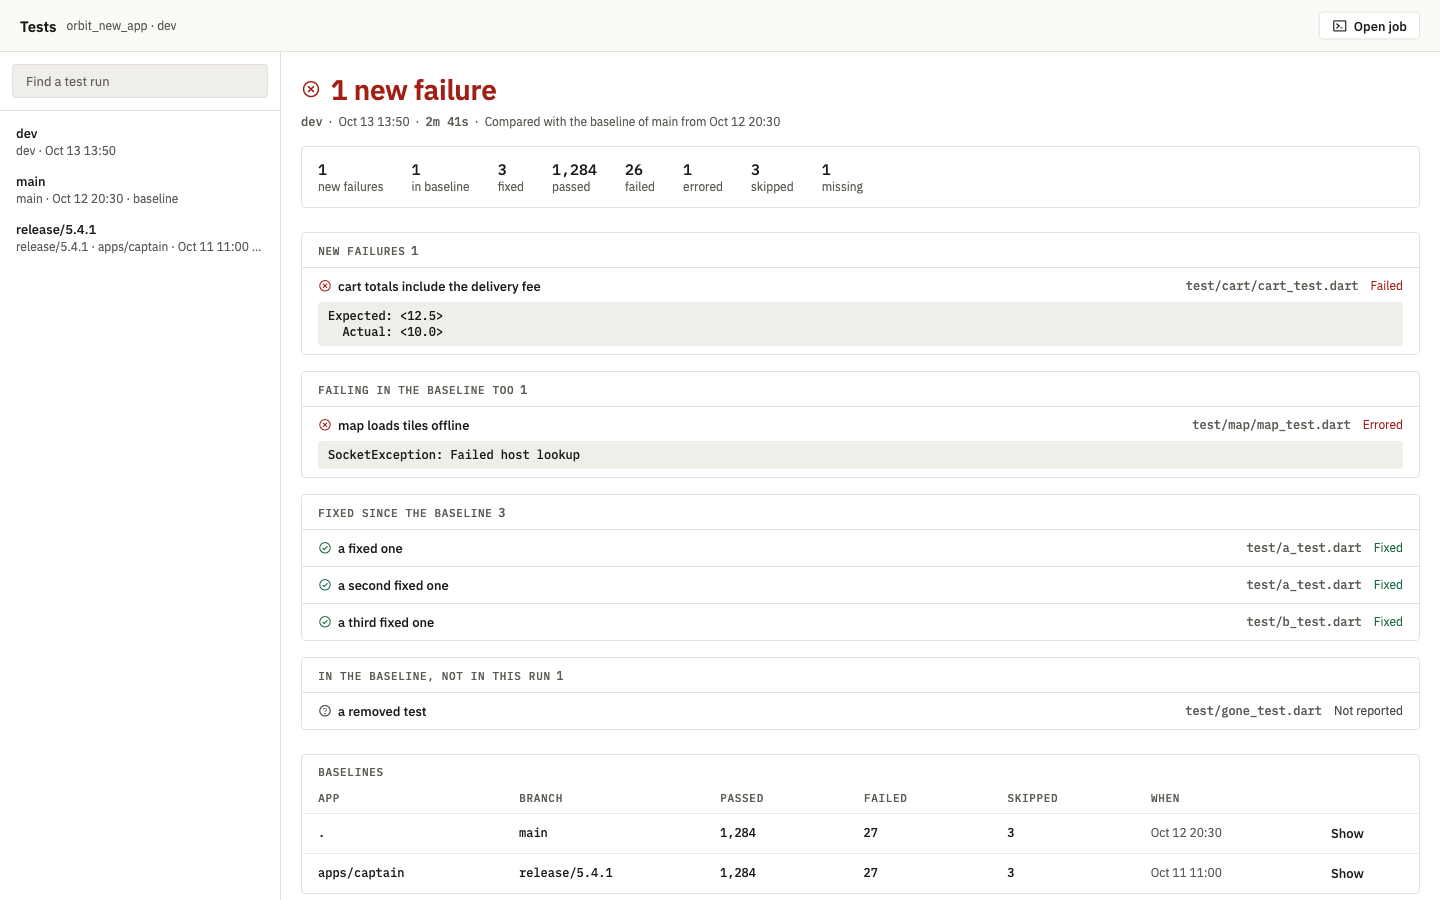 Tests orbit_new_app · dev
Open job
Find a test run
dev
dev · Oct 13 13:50
main
main · Oct 12 20:30 · baseline
release/5.4.1
release/5.4.1 · apps/captain · Oct 11 11:00 ...
1 new failure
dev · Oct 13 13:50 · 2m 41s · Compared with the baseline of main from Oct 12 20:30
1 1 3 1,284 26 1 3 1
new failures in baseline fixed passed failed errored skipped missing
NEW FAILURES 1
cart totals include the delivery fee test/cart/cart_test.dart Failed
Expected: <12.5>
Actual: <10.0>
FAILING IN THE BASELINE TOO 1
map loads tiles offline test/map/map_test.dart Errored
SocketException: Failed host lookup
FIXED SINCE THE BASELINE 3
a fixed one test/a_test.dart Fixed
a second fixed one test/a_test.dart Fixed
a third fixed one test/b_test.dart Fixed
IN THE BASELINE, NOT IN THIS RUN 1
a removed test test/gone_test.dart Not reported
BASELINES
APP BRANCH PASSED FAILED SKIPPED WHEN
. main 1,284 27 3 Oct 12 20:30 Show
apps/captain release/5.4.1 1,284 27 3 Oct 11 11:00 Show